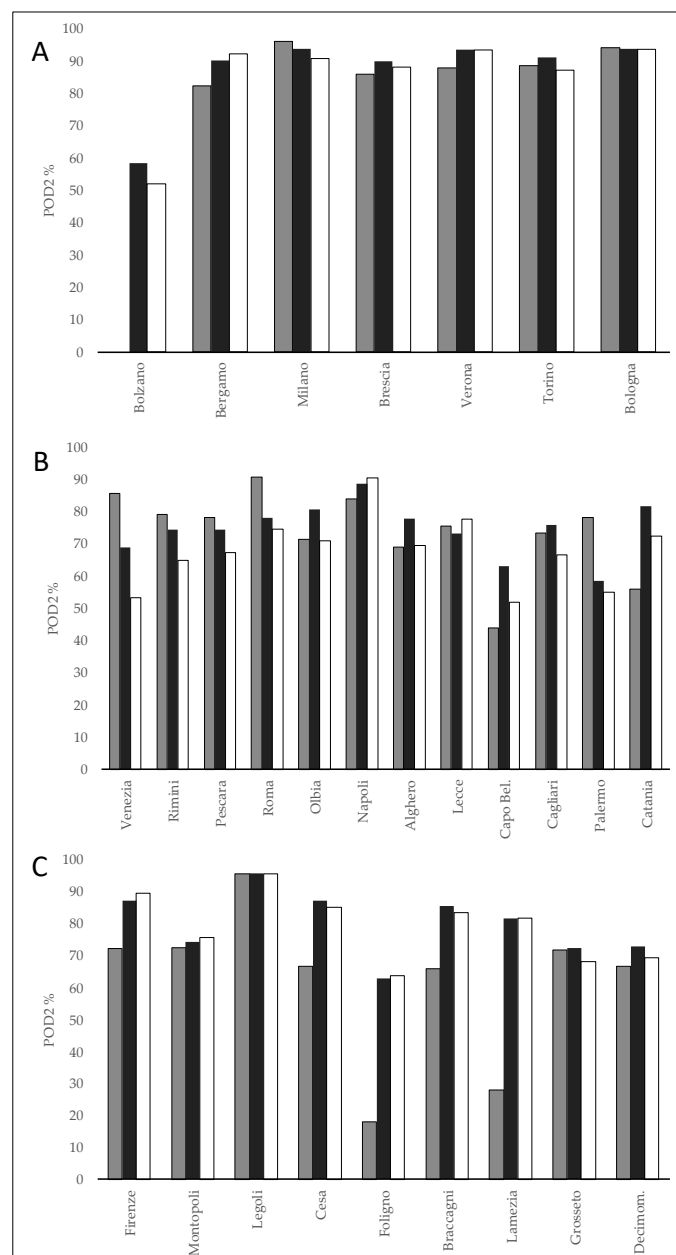 A
POD2 %
100
90
80
70
60
50
40
30
20
10
0
Bolzano
Bergamo
Milano
Brescia
Verona
Torino
Bologna
B
POD2 %
100
90
80
70
60
50
40
30
20
10
0
Venezia
Rimini
Pescara
Roma
Olbia
Napoli
Alghero
Lecce
Capo Bel.
Cagliari
Palermo
Catania
C
POD2 %
100
90
80
70
60
50
40
30
20
10
0
Firenze
Montopoli
Legoli
Cesa
Foligno
Braccagni
Lamezia
Grosseto
Decimom.